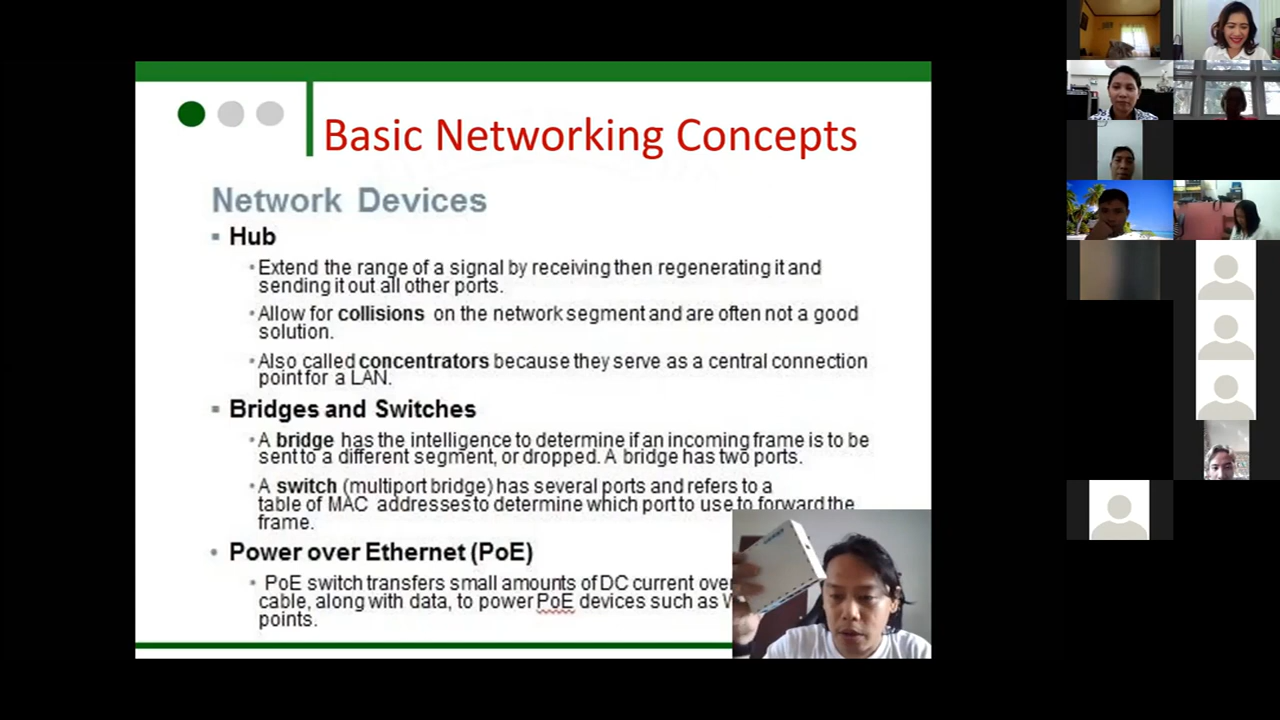 Basic Networking Concepts
Network Devices
▪ Hub
• Extend the range of a signal by receiving then regenerating it and
sending it out all other ports.
• Allow for collisions on the network segment and are often not a good
solution.
• Also called concentrators because they serve as a central connection
point for a LAN.
▪ Bridges and Switches
• A bridge has the intelligence to determine if an incoming frame is to be
sent to a different segment, or dropped. A bridge has two ports.
• A switch (multiport bridge) has several ports and refers to a
table of MAC addresses to determine which port to use to forward the
frame.
• Power over Ethernet (PoE)
• PoE switch transfers small amounts of DC current over
cable, along with data, to power PoE devices such as
points.